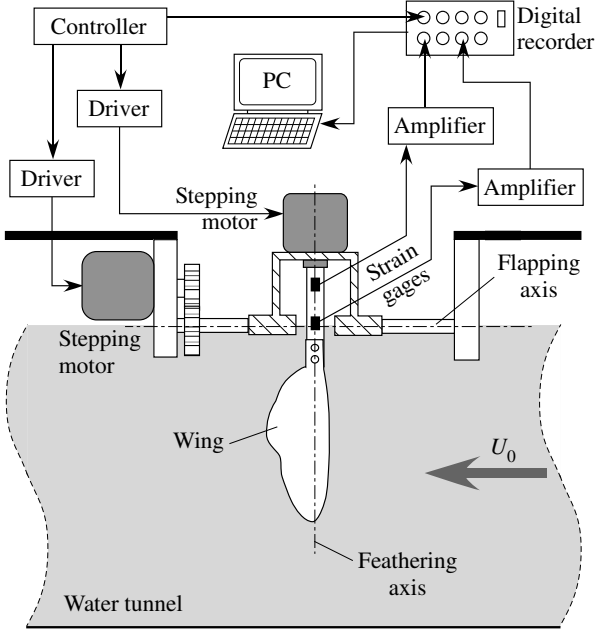 Controller
Digital
recorder
PC
Driver
Amplifier
Driver
Amplifier
Stepping
motor
Strain
gages
Flapping
axis
Stepping
motor
Wing
U0
Feathering
axis
Water tunnel